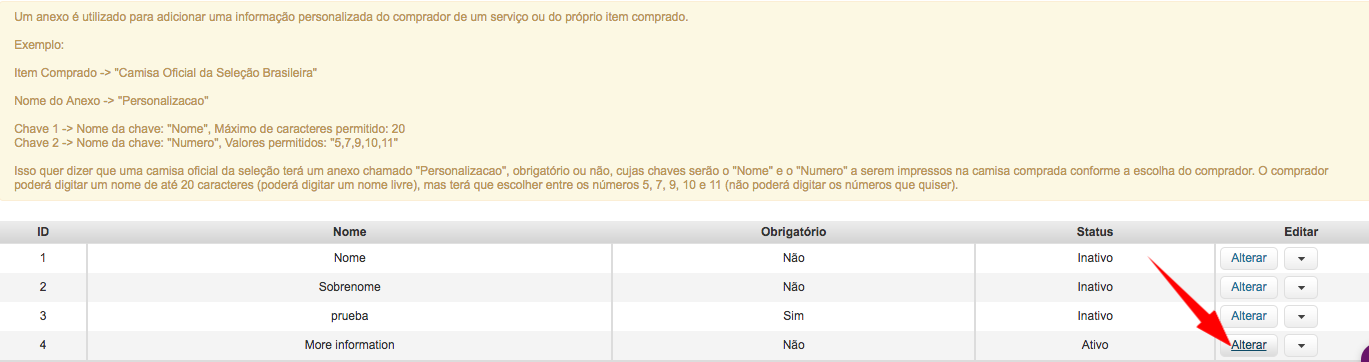 Um anexo é utilizado para adicionar uma informação personalizada do comprador de um serviço ou do próprio item comprado.
Exemplo:
Item Comprado -> "Camisa Oficial da Seleção Brasileira"
Nome do Anexo -> "Personalizacao"
Chave 1 -> Nome da chave: "Nome", Máximo de caracteres permitido: 20
Chave 2 -> Nome da chave: "Numero", Valores permitidos: "5,7,9,10,11"
Isso quer dizer que uma camisa oficial da seleção terá um anexo chamado "Personalizacao", obrigatório ou não, cujas chaves serão o "Nome" e o "Numero" a serem impressos na camisa comprada conforme a escolha do comprador. O comprador
poderá digitar um nome de até 20 caracteres (poderá digitar um nome livre), mas terá que escolher entre os números 5, 7, 9, 10 e 11 (não poderá digitar os números que quiser).
ID Nome Obrigatório Status Editar
1 Nome Não Inativo Alterar
2 Sobrenome Não Inativo Alterar
3 prueba Sim Inativo Alterar
4 More information Não Ativo Alterar